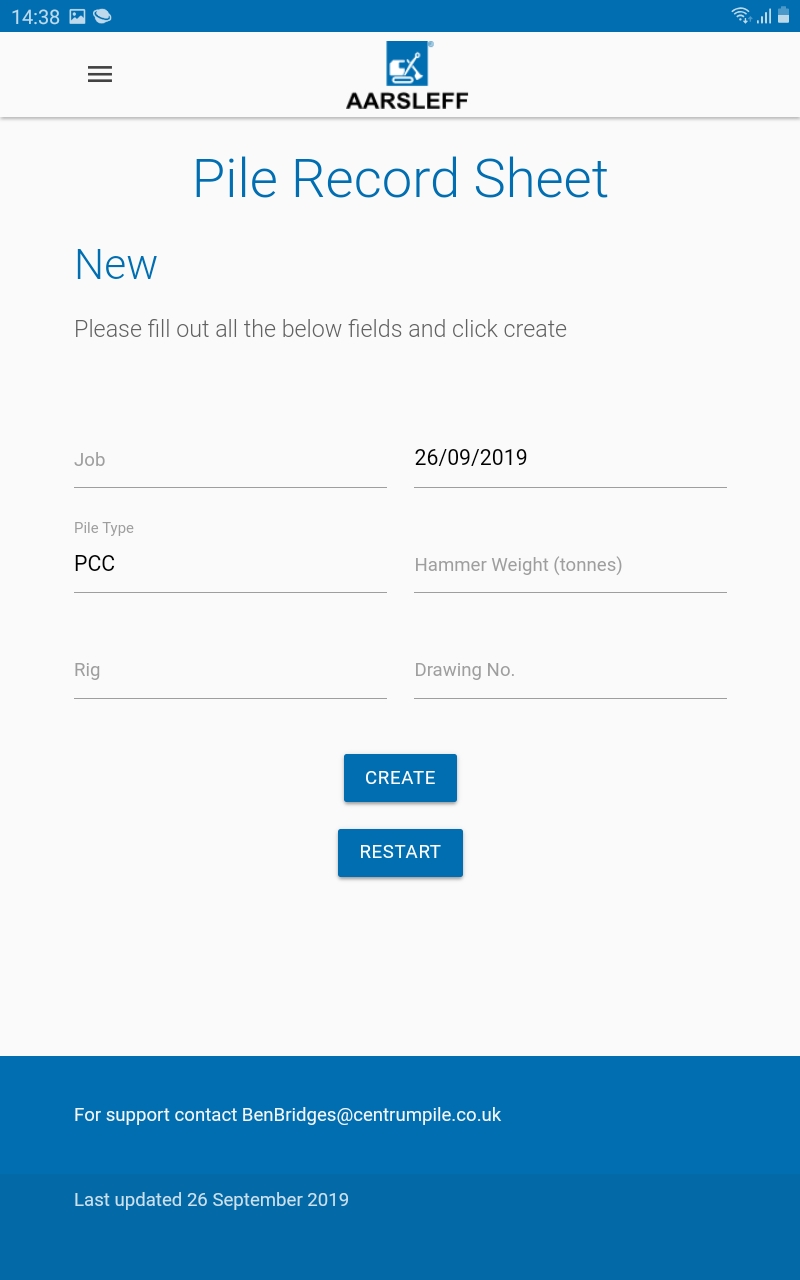 14:38
AARSLEFF
Pile Record Sheet
New
Please fill out all the below fields and click create
Job
26/09/2019
Pile Type
PCC
Hammer Weight (tonnes)
Rig
Drawing No.
CREATE
RESTART
For support contact BenBridges@centrumpile.co.uk
Last updated 26 September 2019